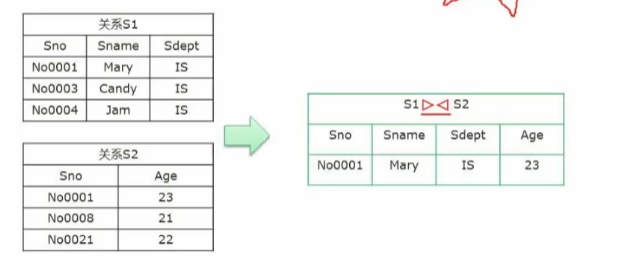 关系S1
Sno Sname Sdept
No0001 Mary IS
No0003 Candy IS
No0004 Jam IS
关系S2
Sno Age
No0001 23
No0008 21
No0021 22
S1▷◁S2
Sno Sname Sdept Age
No0001 Mary IS 23